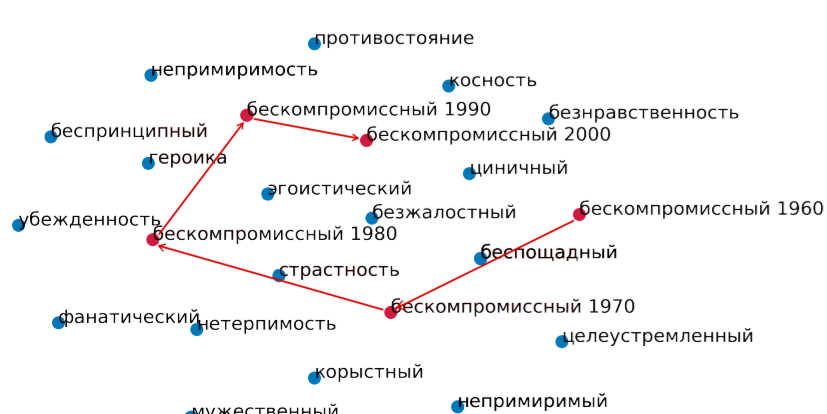 противостояние
непримиримость
косность
бескомпромиссный 1990
безнравственность
беспринципный
бескомпромиссный 2000
героика
циничный
эгоистический
бескомпромиссный 1960
безжалостный
убежденность
бескомпромиссный 1980
беспощадный
страстность
бескомпромиссный 1970
фанатический
нетерпимость
целеустремленный
корыстный
непримиримый
мужественный